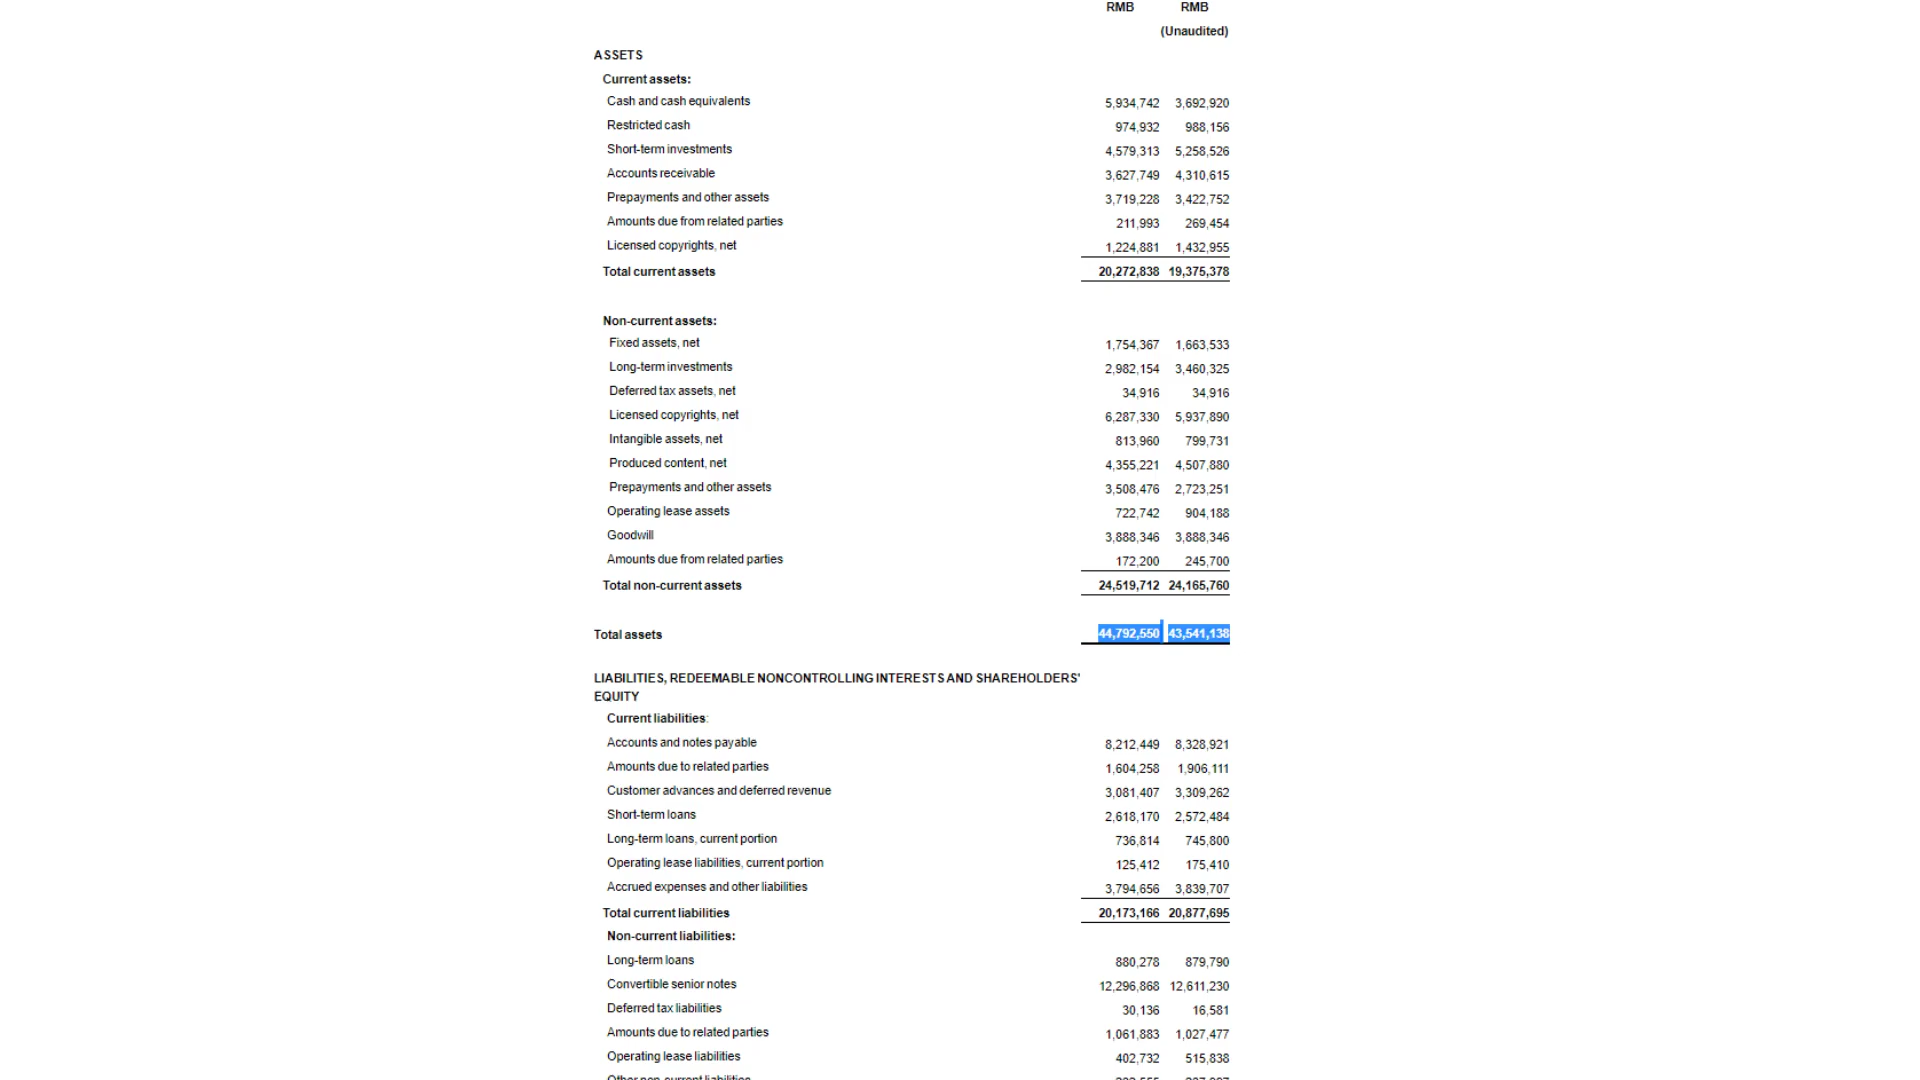 RMB RMB
(Unaudited)
ASSETS
Current assets:
Cash and cash equivalents 5,934,742 3,692,920
Restricted cash 974,932 988,156
Short-term investments 4,579,313 5,258,526
Accounts receivable 3,627,749 4,310,615
Prepayments and other assets 3,719,228 3,422,752
Amounts due from related parties 211,993 269,454
Licensed copyrights, net 1,224,881 1,432,955
Total current assets 20,272,838 19,375,378
Non-current assets:
Fixed assets, net 1,754,367 1,663,533
Long-term investments 2,982,154 3,460,325
Deferred tax assets, net 34,916 34,916
Licensed copyrights, net 6,287,330 5,937,890
Intangible assets, net 813,960 799,731
Produced content, net 4,355,221 4,507,880
Prepayments and other assets 3,508,476 2,723,251
Operating lease assets 722,742 904,188
Goodwill 3,888,346 3,888,346
Amounts due from related parties 172,200 245,700
Total non-current assets 24,519,712 24,165,760
Total assets 44,792,550 43,541,138
LIABILITIES, REDEEMABLE NONCONTROLLING INTERESTS AND SHAREHOLDERS'
EQUITY
Current liabilities:
Accounts and notes payable 8,212,449 8,328,921
Amounts due to related parties 1,604,258 1,906,111
Customer advances and deferred revenue 3,081,407 3,309,262
Short-term loans 2,618,170 2,572,484
Long-term loans, current portion 736,814 745,800
Operating lease liabilities, current portion 125,412 175,410
Accrued expenses and other liabilities 3,794,656 3,839,707
Total current liabilities 20,173,166 20,877,695
Non-current liabilities:
Long-term loans 880,278 879,790
Convertible senior notes 12,296,868 12,611,230
Deferred tax liabilities 30,136 16,581
Amounts due to related parties 1,061,883 1,027,477
Operating lease liabilities 402,732 515,838
Other non-current liabilities